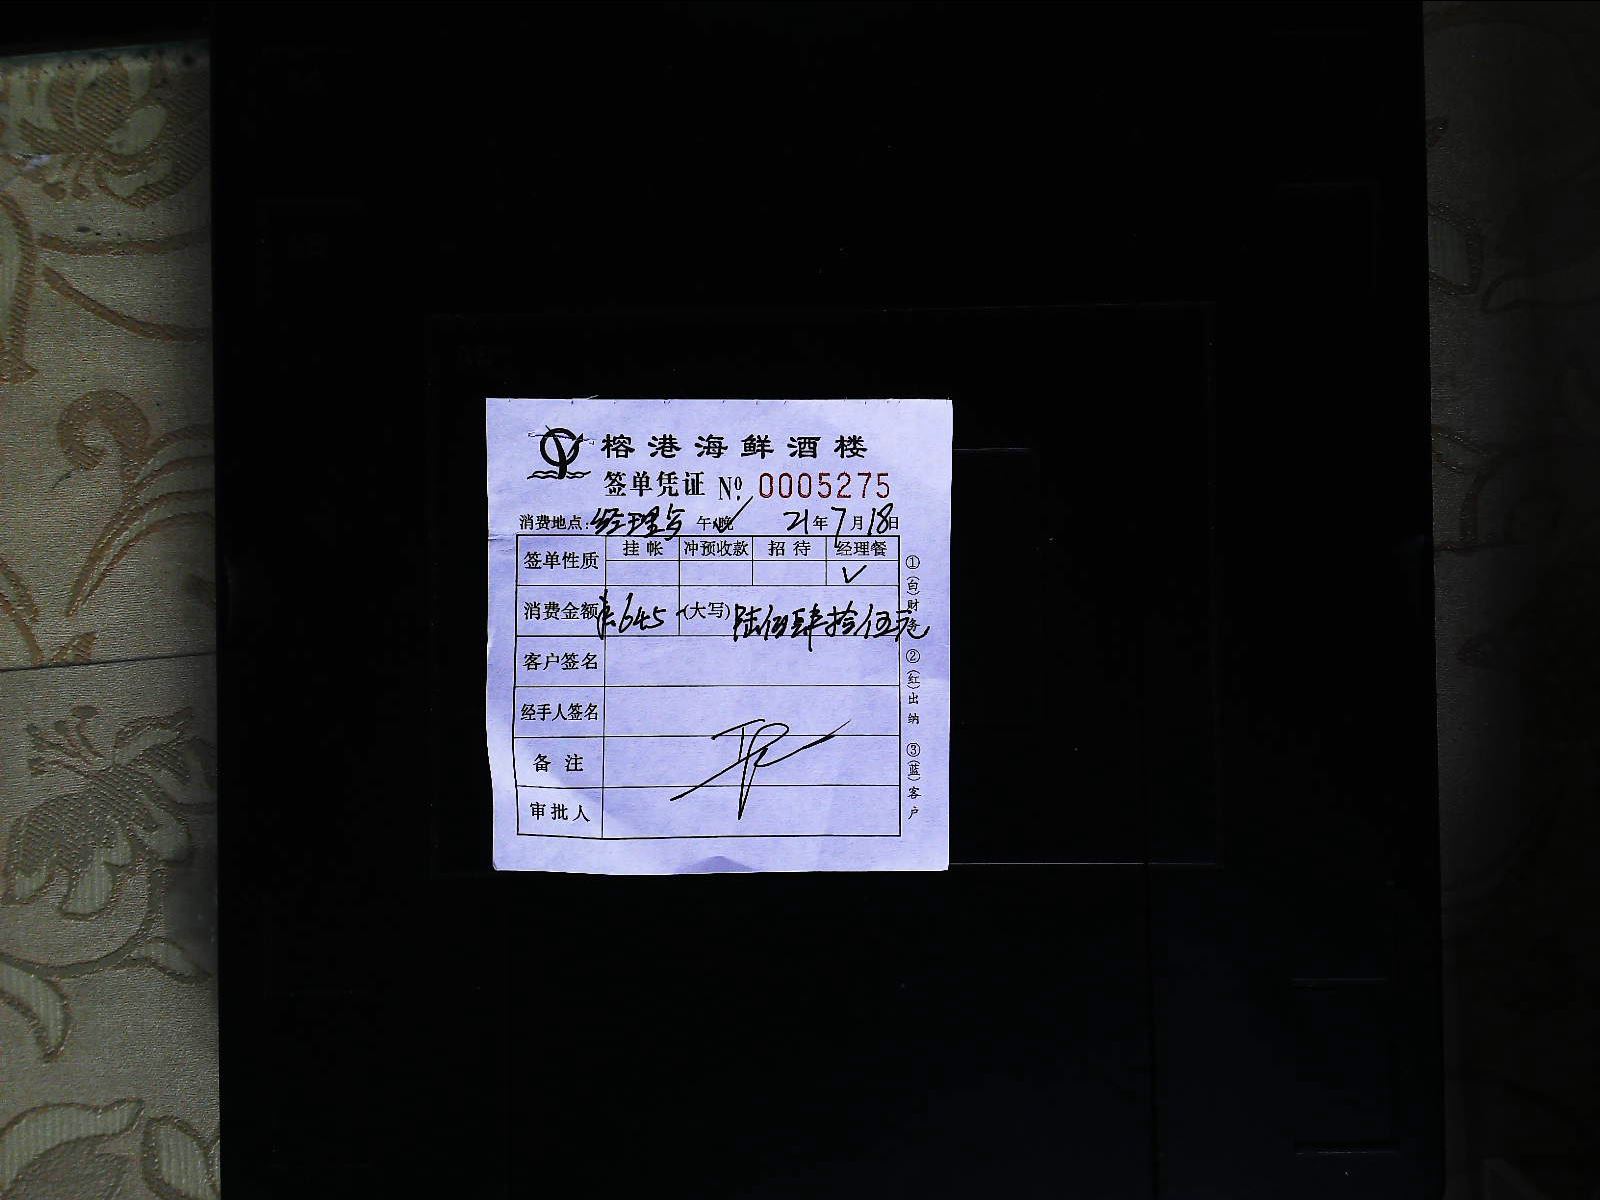 榕港海鲜酒楼
签单凭证 № 0005275
消费地点：经理 午晚 21年7月18日
签单性质 挂帐 冲预收款 招待 经理餐
✓
消费金额 645 (大写) 陆佰肆拾伍元
客户签名
经手人签名
备注
审批人
①(白)财务 ②(红)出纳 ③(蓝)客户